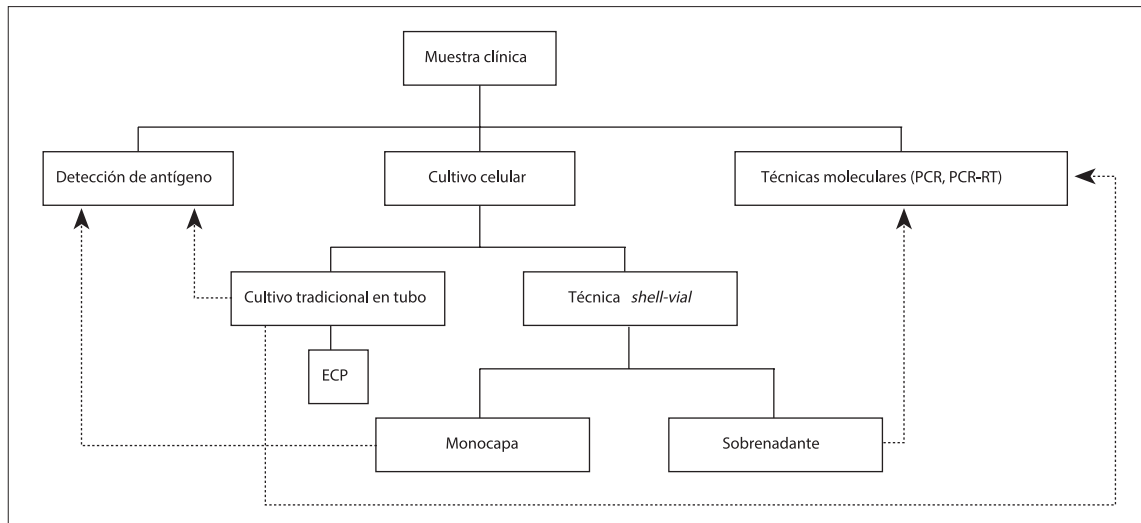 Muestra clínica
Detección de antígeno
Cultivo celular
Técnicas moleculares (PCR, PCR-RT)
Cultivo tradicional en tubo
Técnica shell-vial
ECP
Monocapa
Sobrenadante